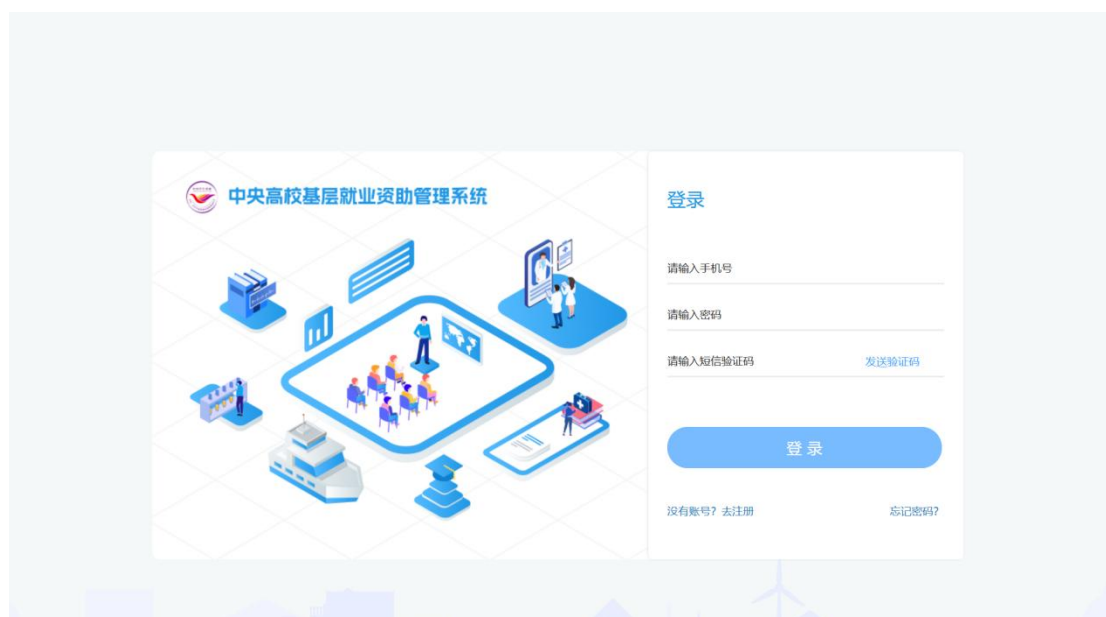 中央高校基层就业资助管理系统
登录
请输入手机号
请输入密码
请输入短信验证码 发送验证码
登 录
没有账号？去注册 忘记密码?